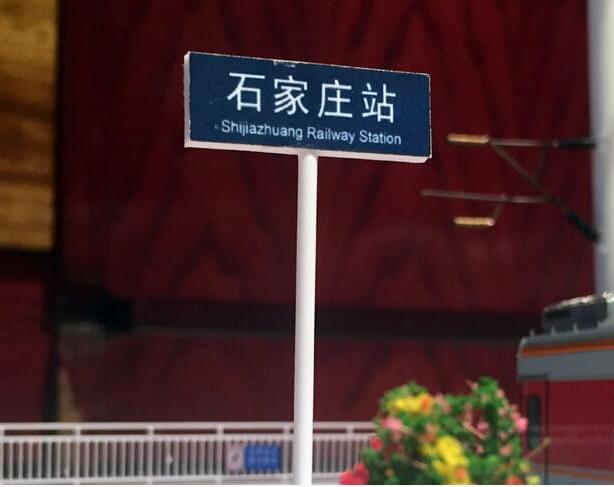 石家庄站
Shijiazhuang Railway Station